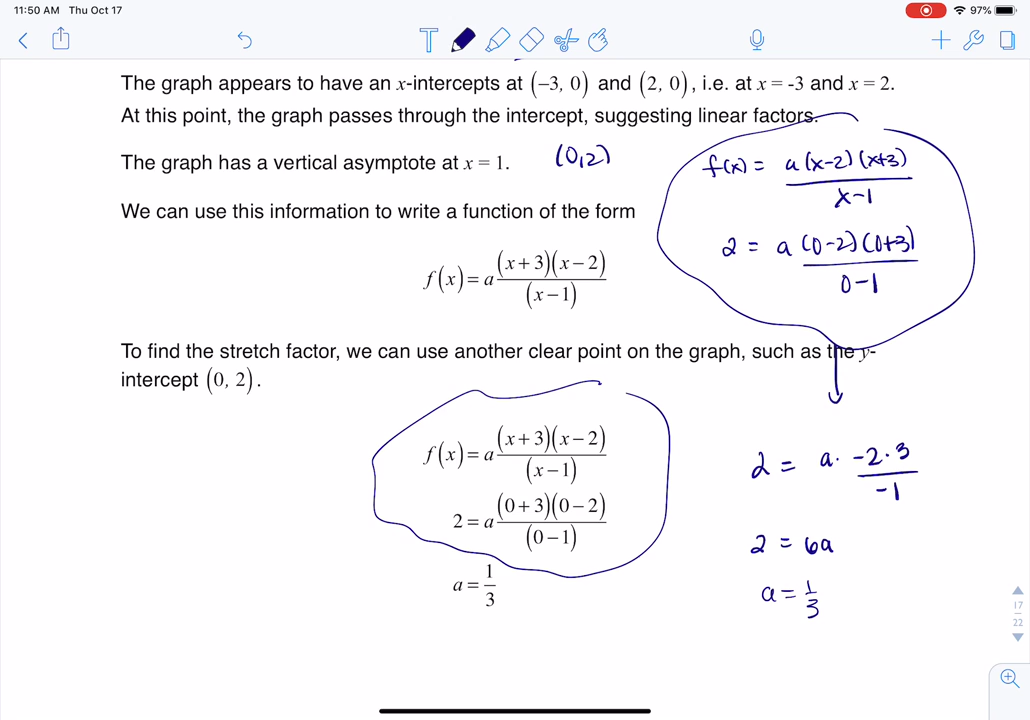 11:50 AM Thu Oct 17
97%
The graph appears to have an x-intercepts at (−3, 0) and (2, 0), i.e. at x = -3 and x = 2.
At this point, the graph passes through the intercept, suggesting linear factors.
The graph has a vertical asymptote at x = 1.
(0,2)
f(x) = a(x-2)(x+3) / x-1
We can use this information to write a function of the form
2 = a (0-2)(0+3) / 0-1
f(x) = a (x+3)(x−2) / (x−1)
To find the stretch factor, we can use another clear point on the graph, such as the y-
intercept (0, 2).
f(x) = a (x+3)(x−2) / (x−1)
2 = a (0+3)(0−2) / (0−1)
a = 1/3
2 = a · -2·3 / -1
2 = 6a
a = 1/3
17
22